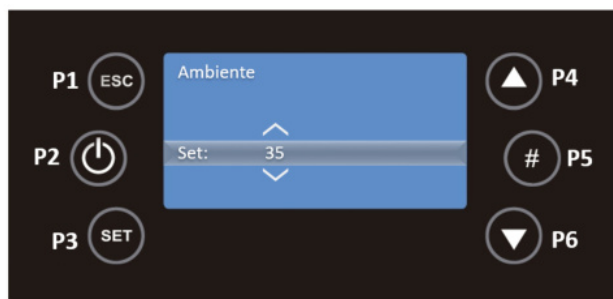 P1 ESC
Ambiente
P4
P2
Set: 35
# P5
P3 SET
P6